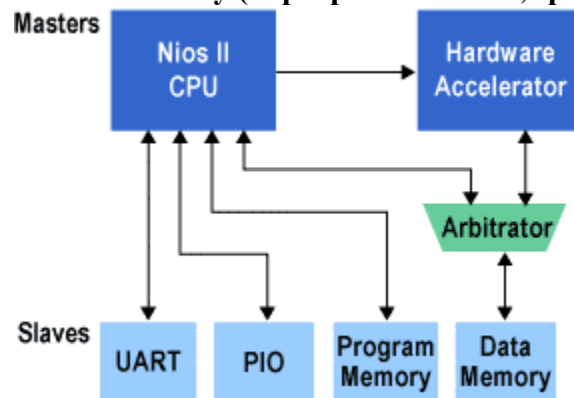 Masters
Nios II
CPU
Hardware
Accelerator
Arbitrator
Slaves
UART
PIO
Program
Memory
Data
Memory